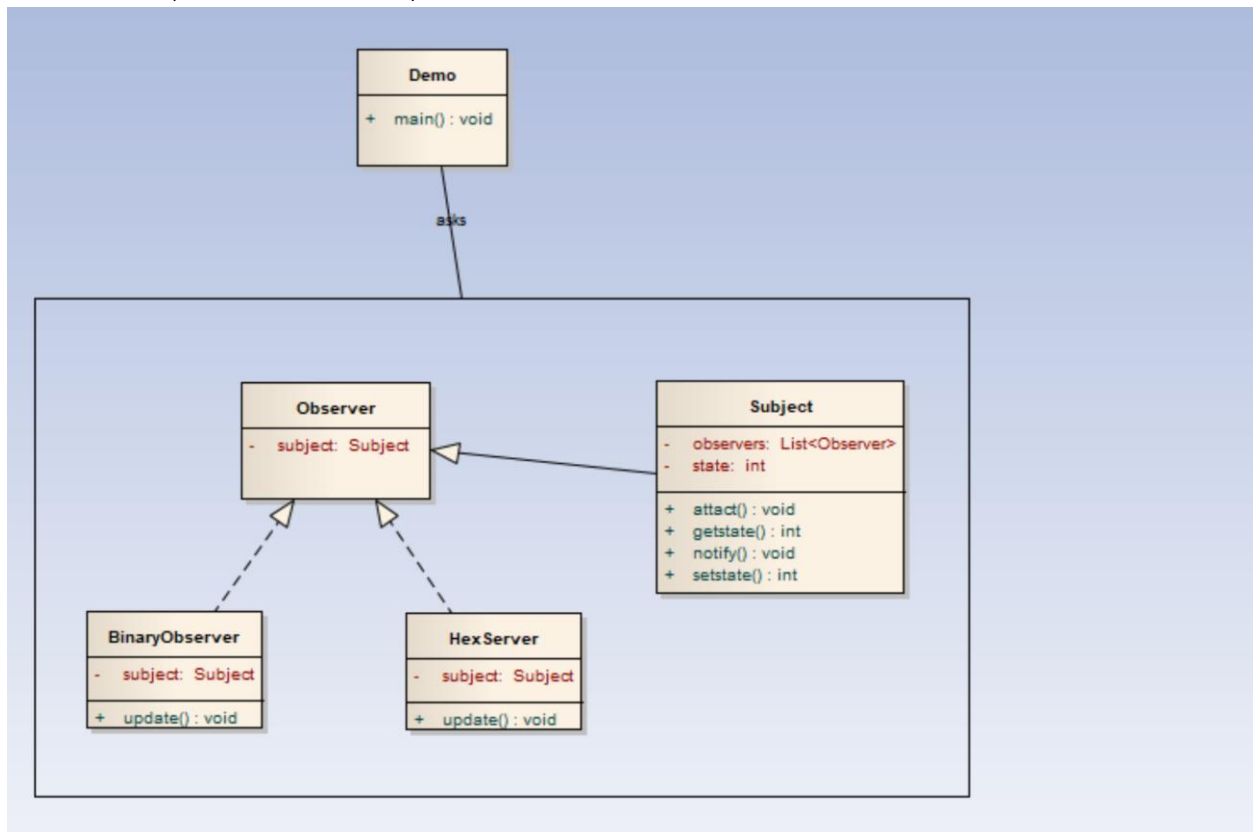 Demo
+ main() : void
asks
Observer
- subject: Subject
Subject
- observers: List<Observer>
- state: int
+ attact() : void
+ getstate() : int
+ notify() : void
+ setstate() : int
BinaryObserver
- subject: Subject
+ update() : void
HexServer
- subject: Subject
+ update() : void